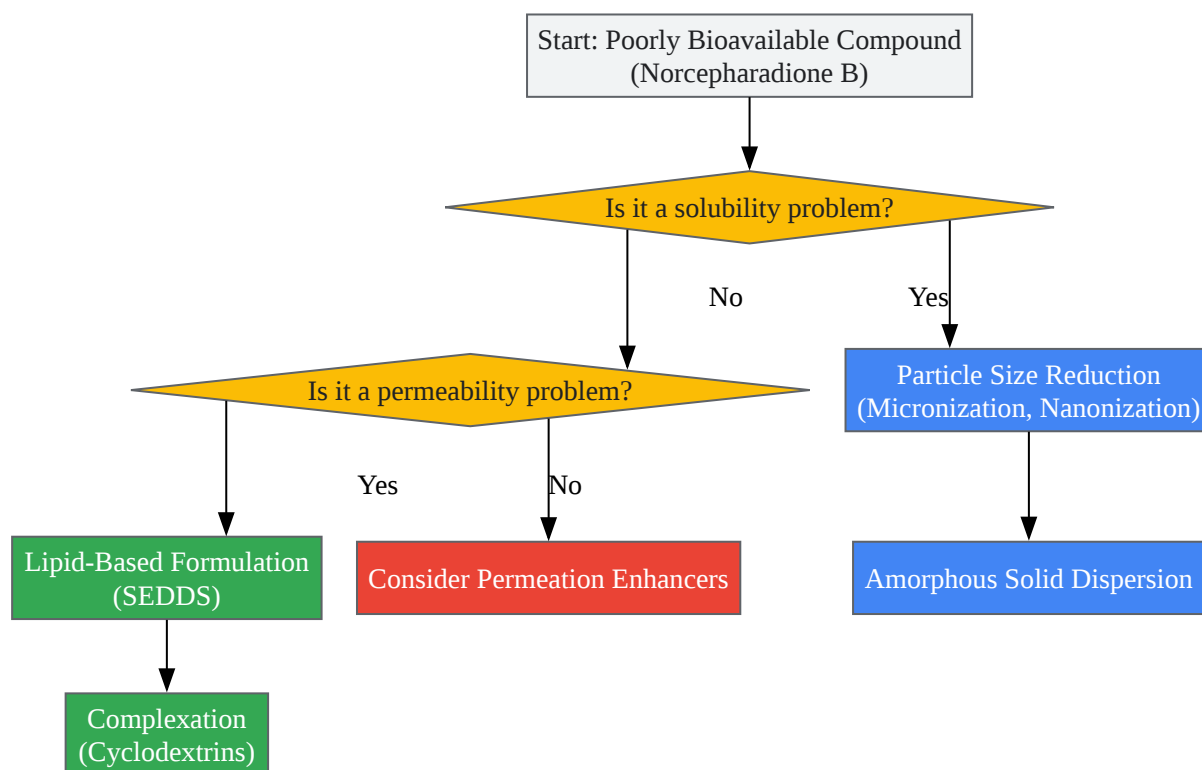 Start: Poorly Bioavailable Compound
(Norcepharadione B)
Is it a solubility problem?
No
Yes
Is it a permeability problem?
Particle Size Reduction
(Micronization, Nanonization)
Yes
No
Lipid-Based Formulation
(SEDDS)
Consider Permeation Enhancers
Amorphous Solid Dispersion
Complexation
(Cyclodextrins)